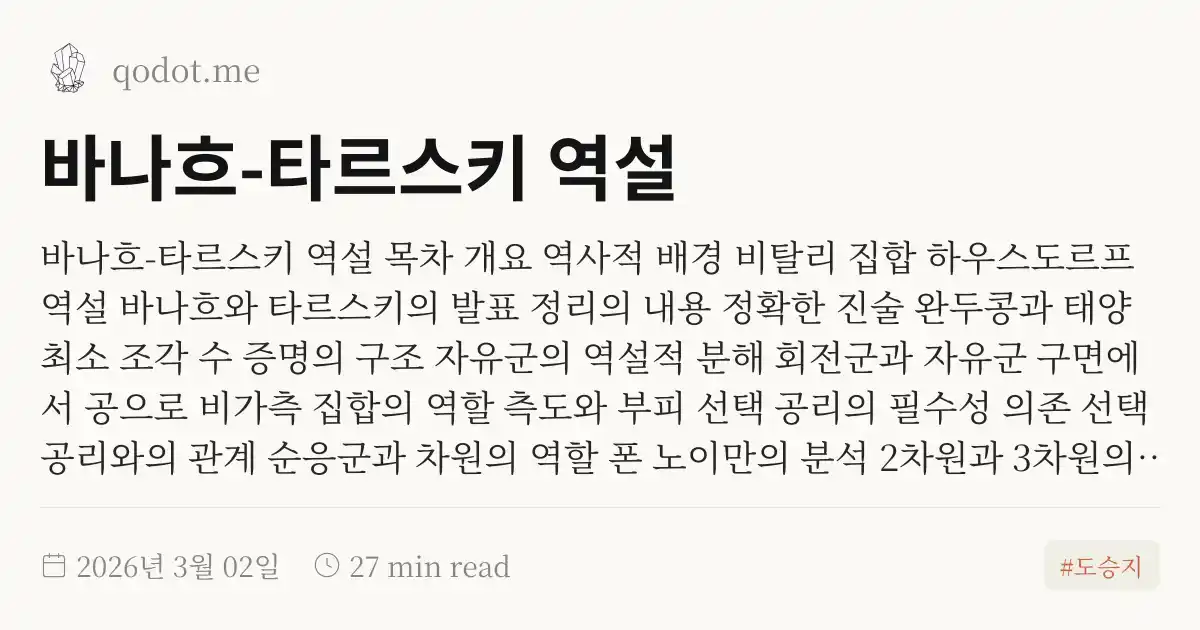 qodot.me
바나흐-타르스키 역설
바나흐-타르스키 역설 목차 개요 역사적 배경 비탈리 집합 하우스도르프
역설 바나흐와 타르스키의 발표 정리의 내용 정확한 진술 완두콩과 태양
최소 조각 수 증명의 구조 자유군의 역설적 분해 회전군과 자유군 구면에
서 공으로 비가측 집합의 역할 측도와 부피 선택 공리의 필수성 의존 선택
공리와의 관계 순응군과 차원의 역할 폰 노이만의 분석 2차원과 3차원의··
2026년 3월 02일 27 min read #도승지